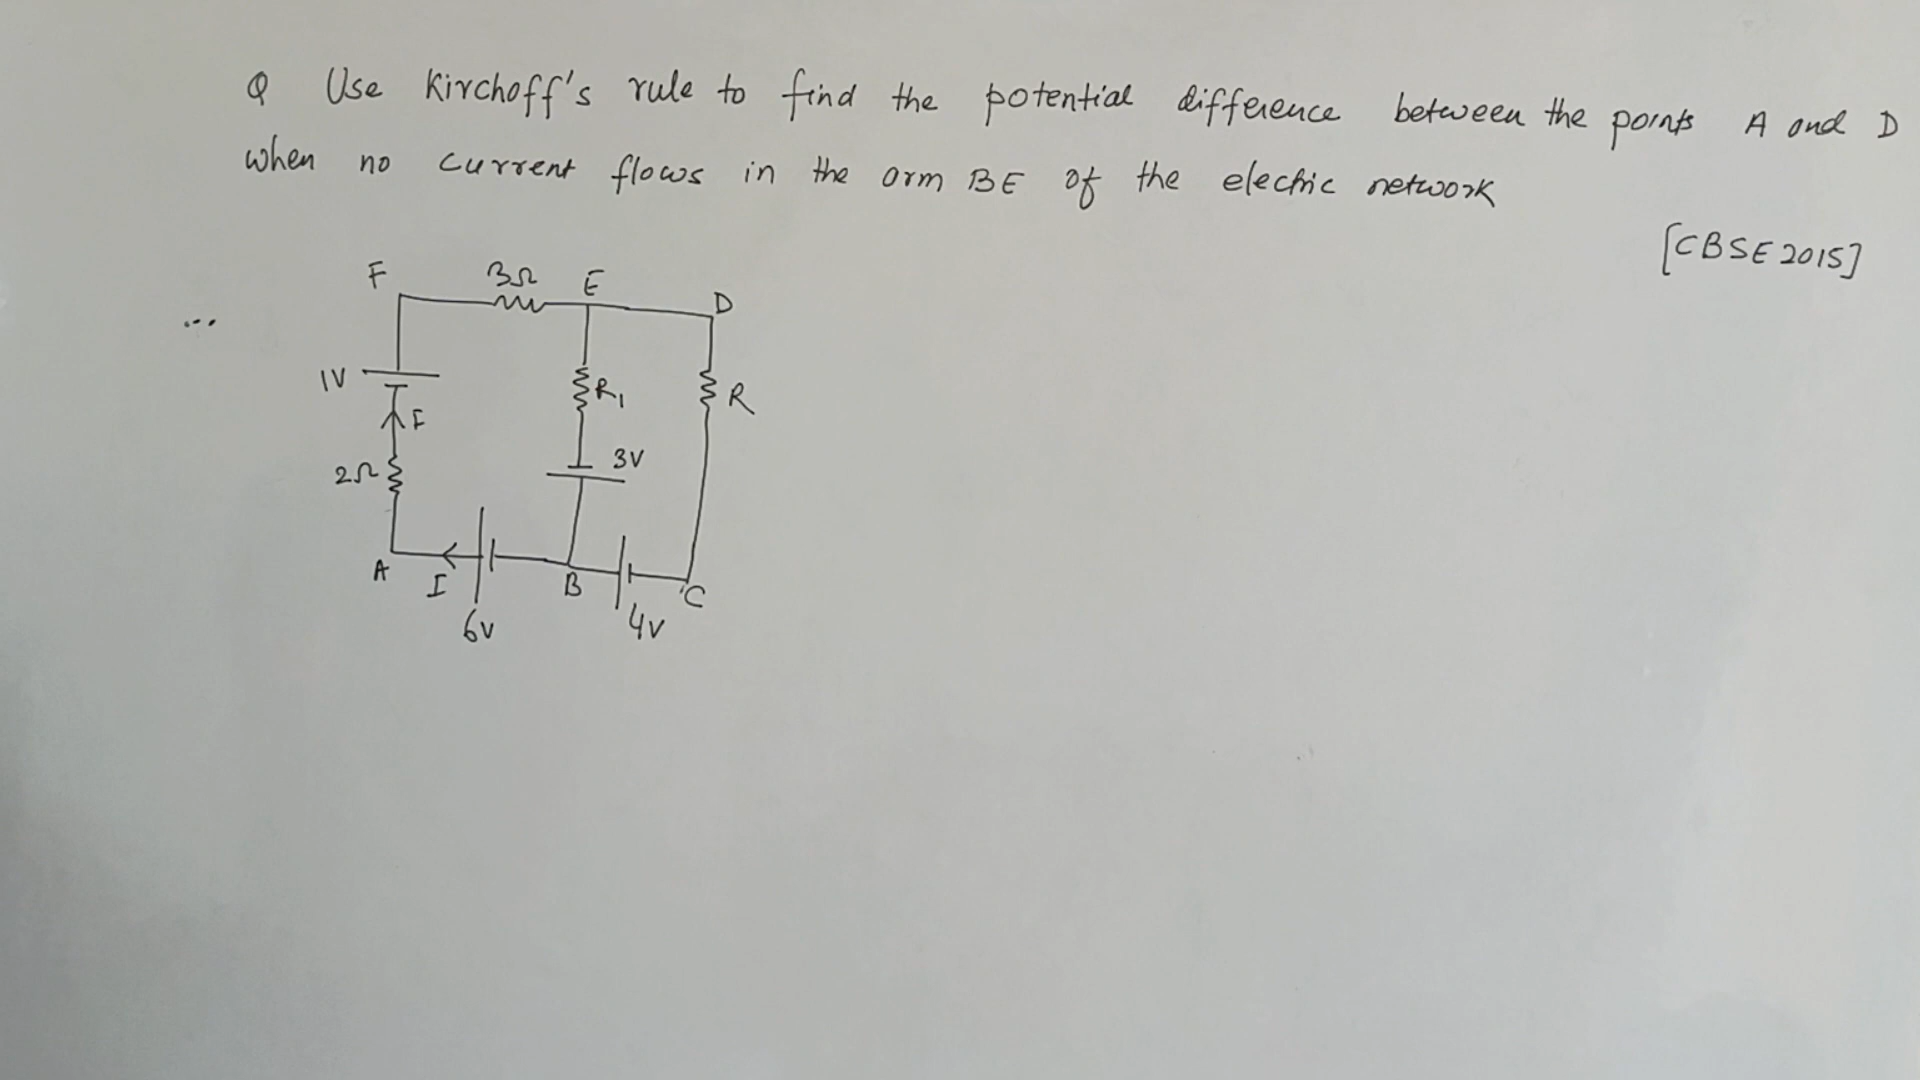 Q Use Kirchoff's rule to find the potential difference between the points A and D
when no current flows in the arm BE of the electric network
[CBSE 2015]
F 3Ω E D
...
1V R₁ R
I
2Ω 3V
A I B C
6V 4V